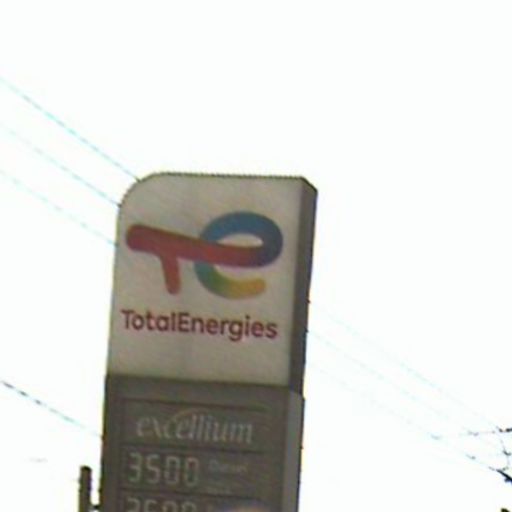 TotalEnergies
excellium
3500 Diesel